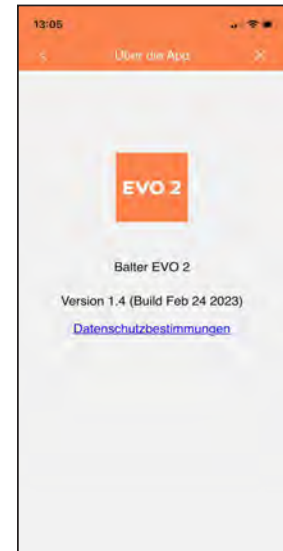 13:05
Über die App
EVO 2
Balter EVO 2
Version 1.4 (Build Feb 24 2023)
Datenschutzbestimmungen